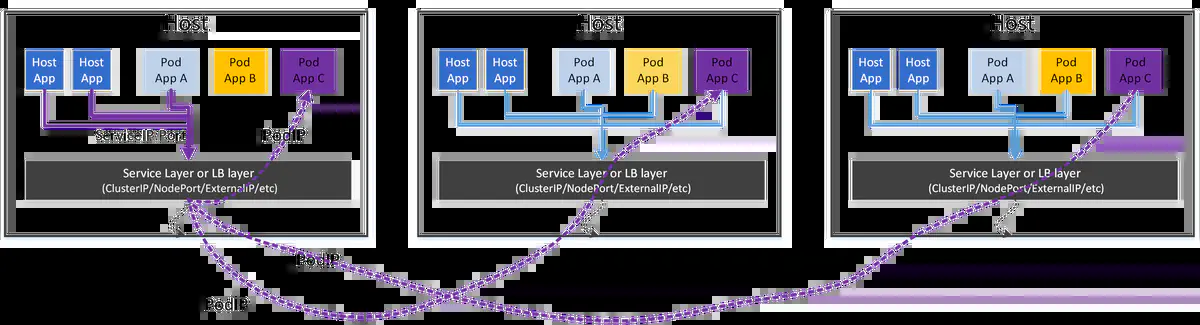 Host
Host
App
Host
App
Pod
App A
Pod
App B
Pod
App C
ServiceIP:Port
PodIP
Service Layer or LB layer
(ClusterIP/NodePort/ExternalIP/etc)
Host
Host
App
Host
App
Pod
App A
Pod
App B
Pod
App C
Service Layer or LB layer
(ClusterIP/NodePort/ExternalIP/etc)
Host
Host
App
Host
App
Pod
App A
Pod
App B
Pod
App C
Service Layer or LB layer
(ClusterIP/NodePort/ExternalIP/etc)
PodIP
PodIP